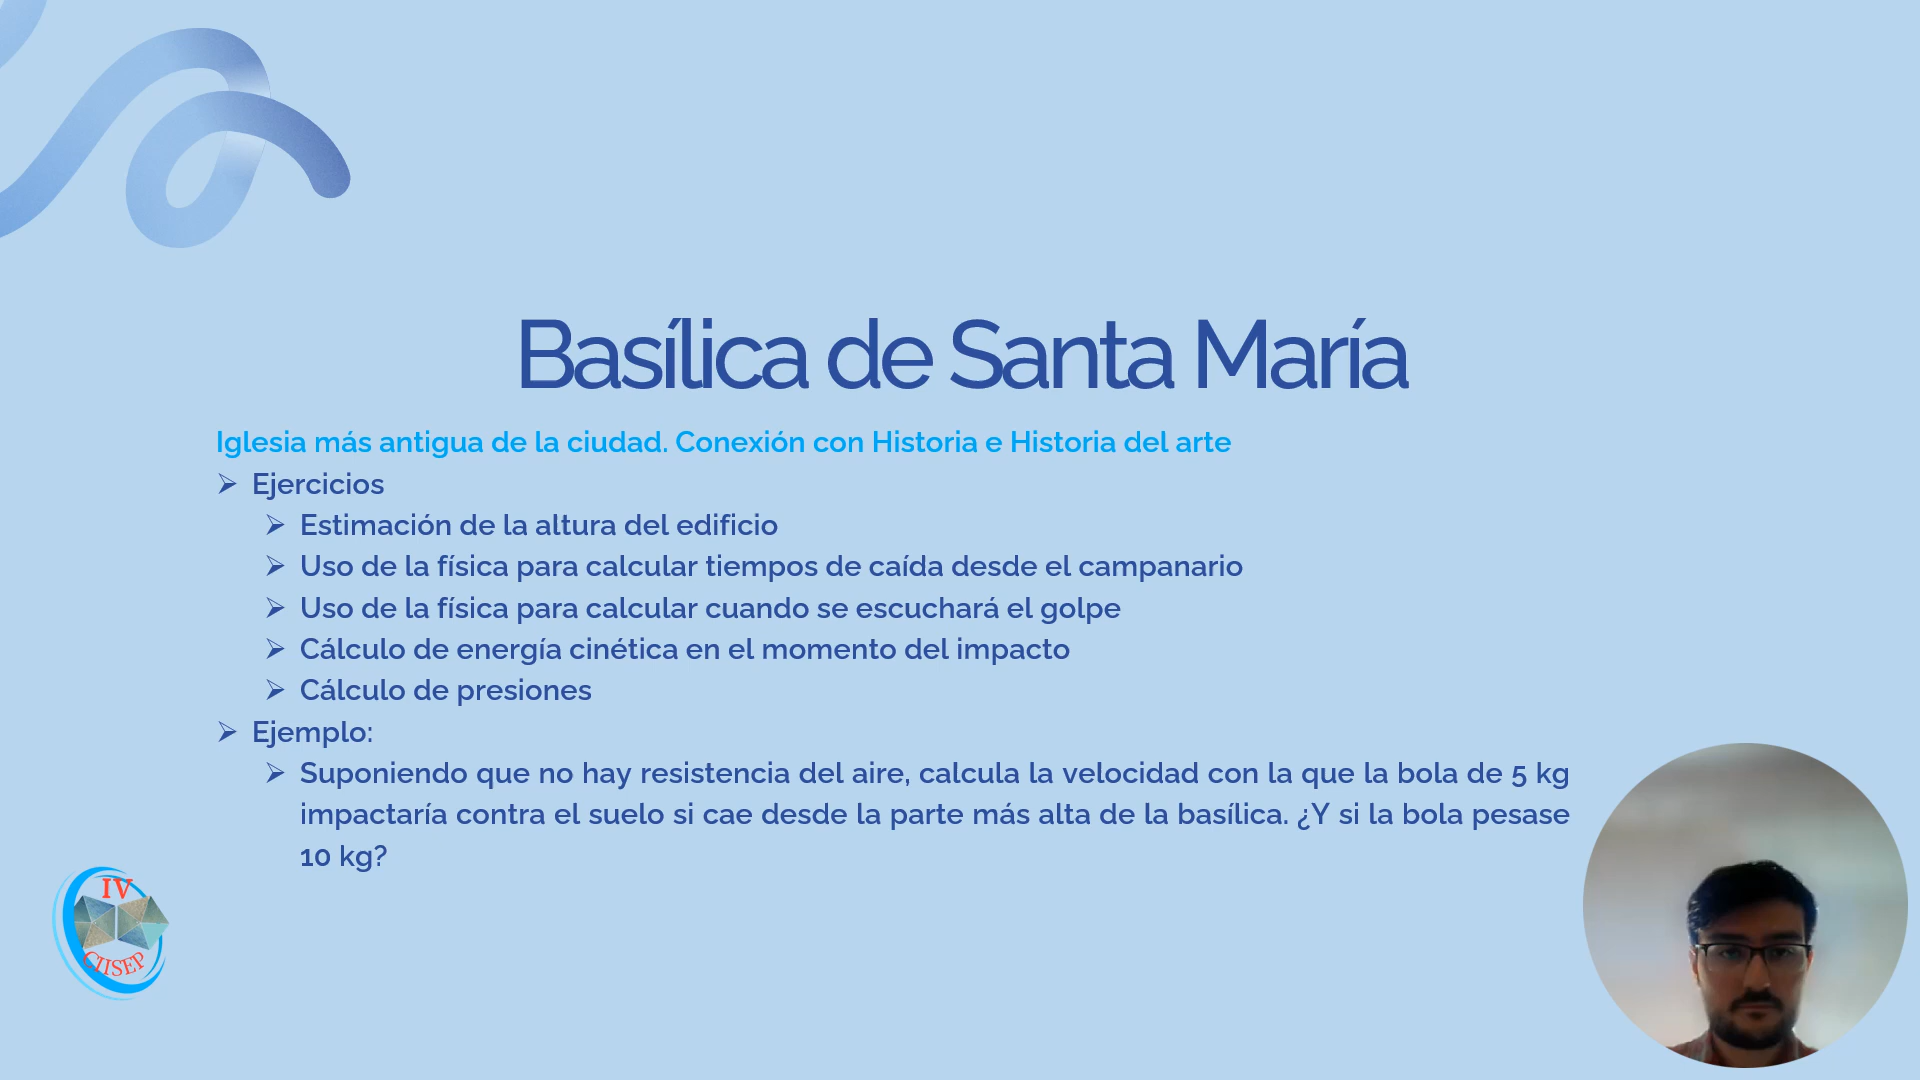 Basílica de Santa María
Iglesia más antigua de la ciudad. Conexión con Historia e Historia del arte
Ejercicios
Estimación de la altura del edificio
Uso de la física para calcular tiempos de caída desde el campanario
Uso de la física para calcular cuando se escuchará el golpe
Cálculo de energía cinética en el momento del impacto
Cálculo de presiones
Ejemplo:
Suponiendo que no hay resistencia del aire, calcula la velocidad con la que la bola de 5 kg
impactaría contra el suelo si cae desde la parte más alta de la basílica. ¿Y si la bola pesase
10 kg?
IV
CIISEP